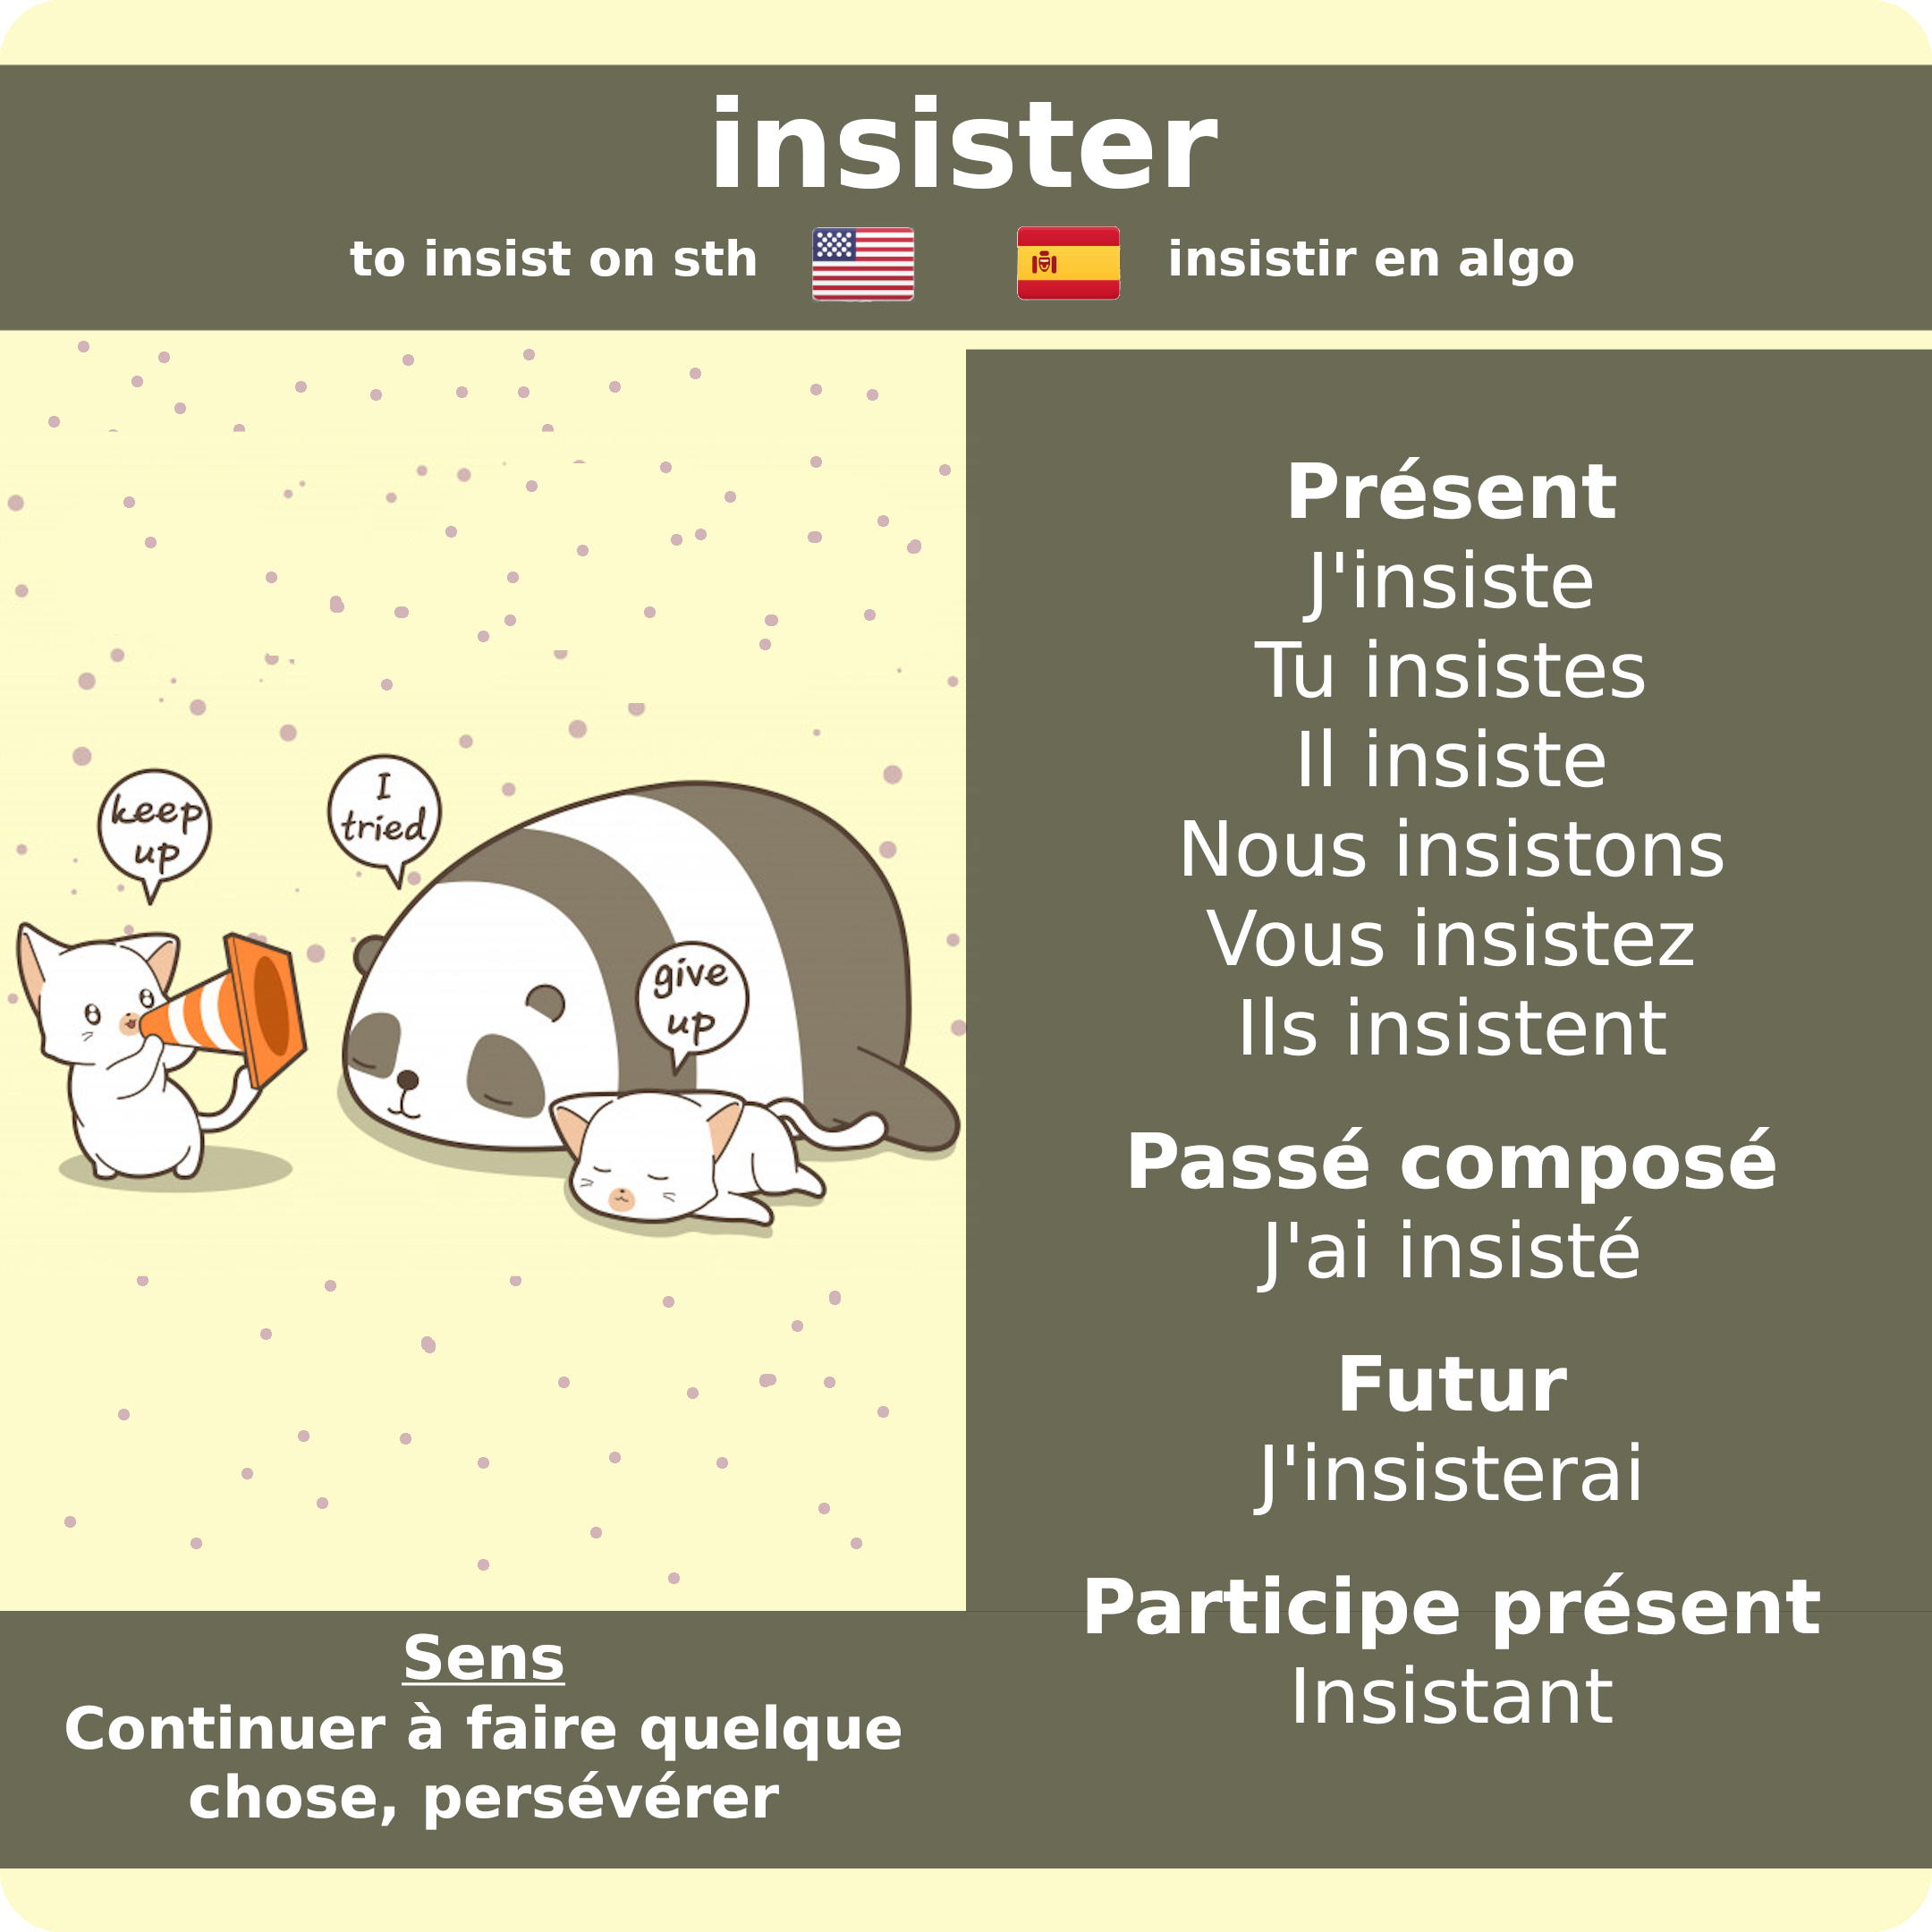 insister
to insist on sth
insistir en algo
keep
up
I
tried
give
up
Sens
Continuer à faire quelque
chose, persévérer
Présent
J'insiste
Tu insistes
Il insiste
Nous insistons
Vous insistez
Ils insistent
Passé composé
J'ai insisté
Futur
J'insisterai
Participe présent
Insistant